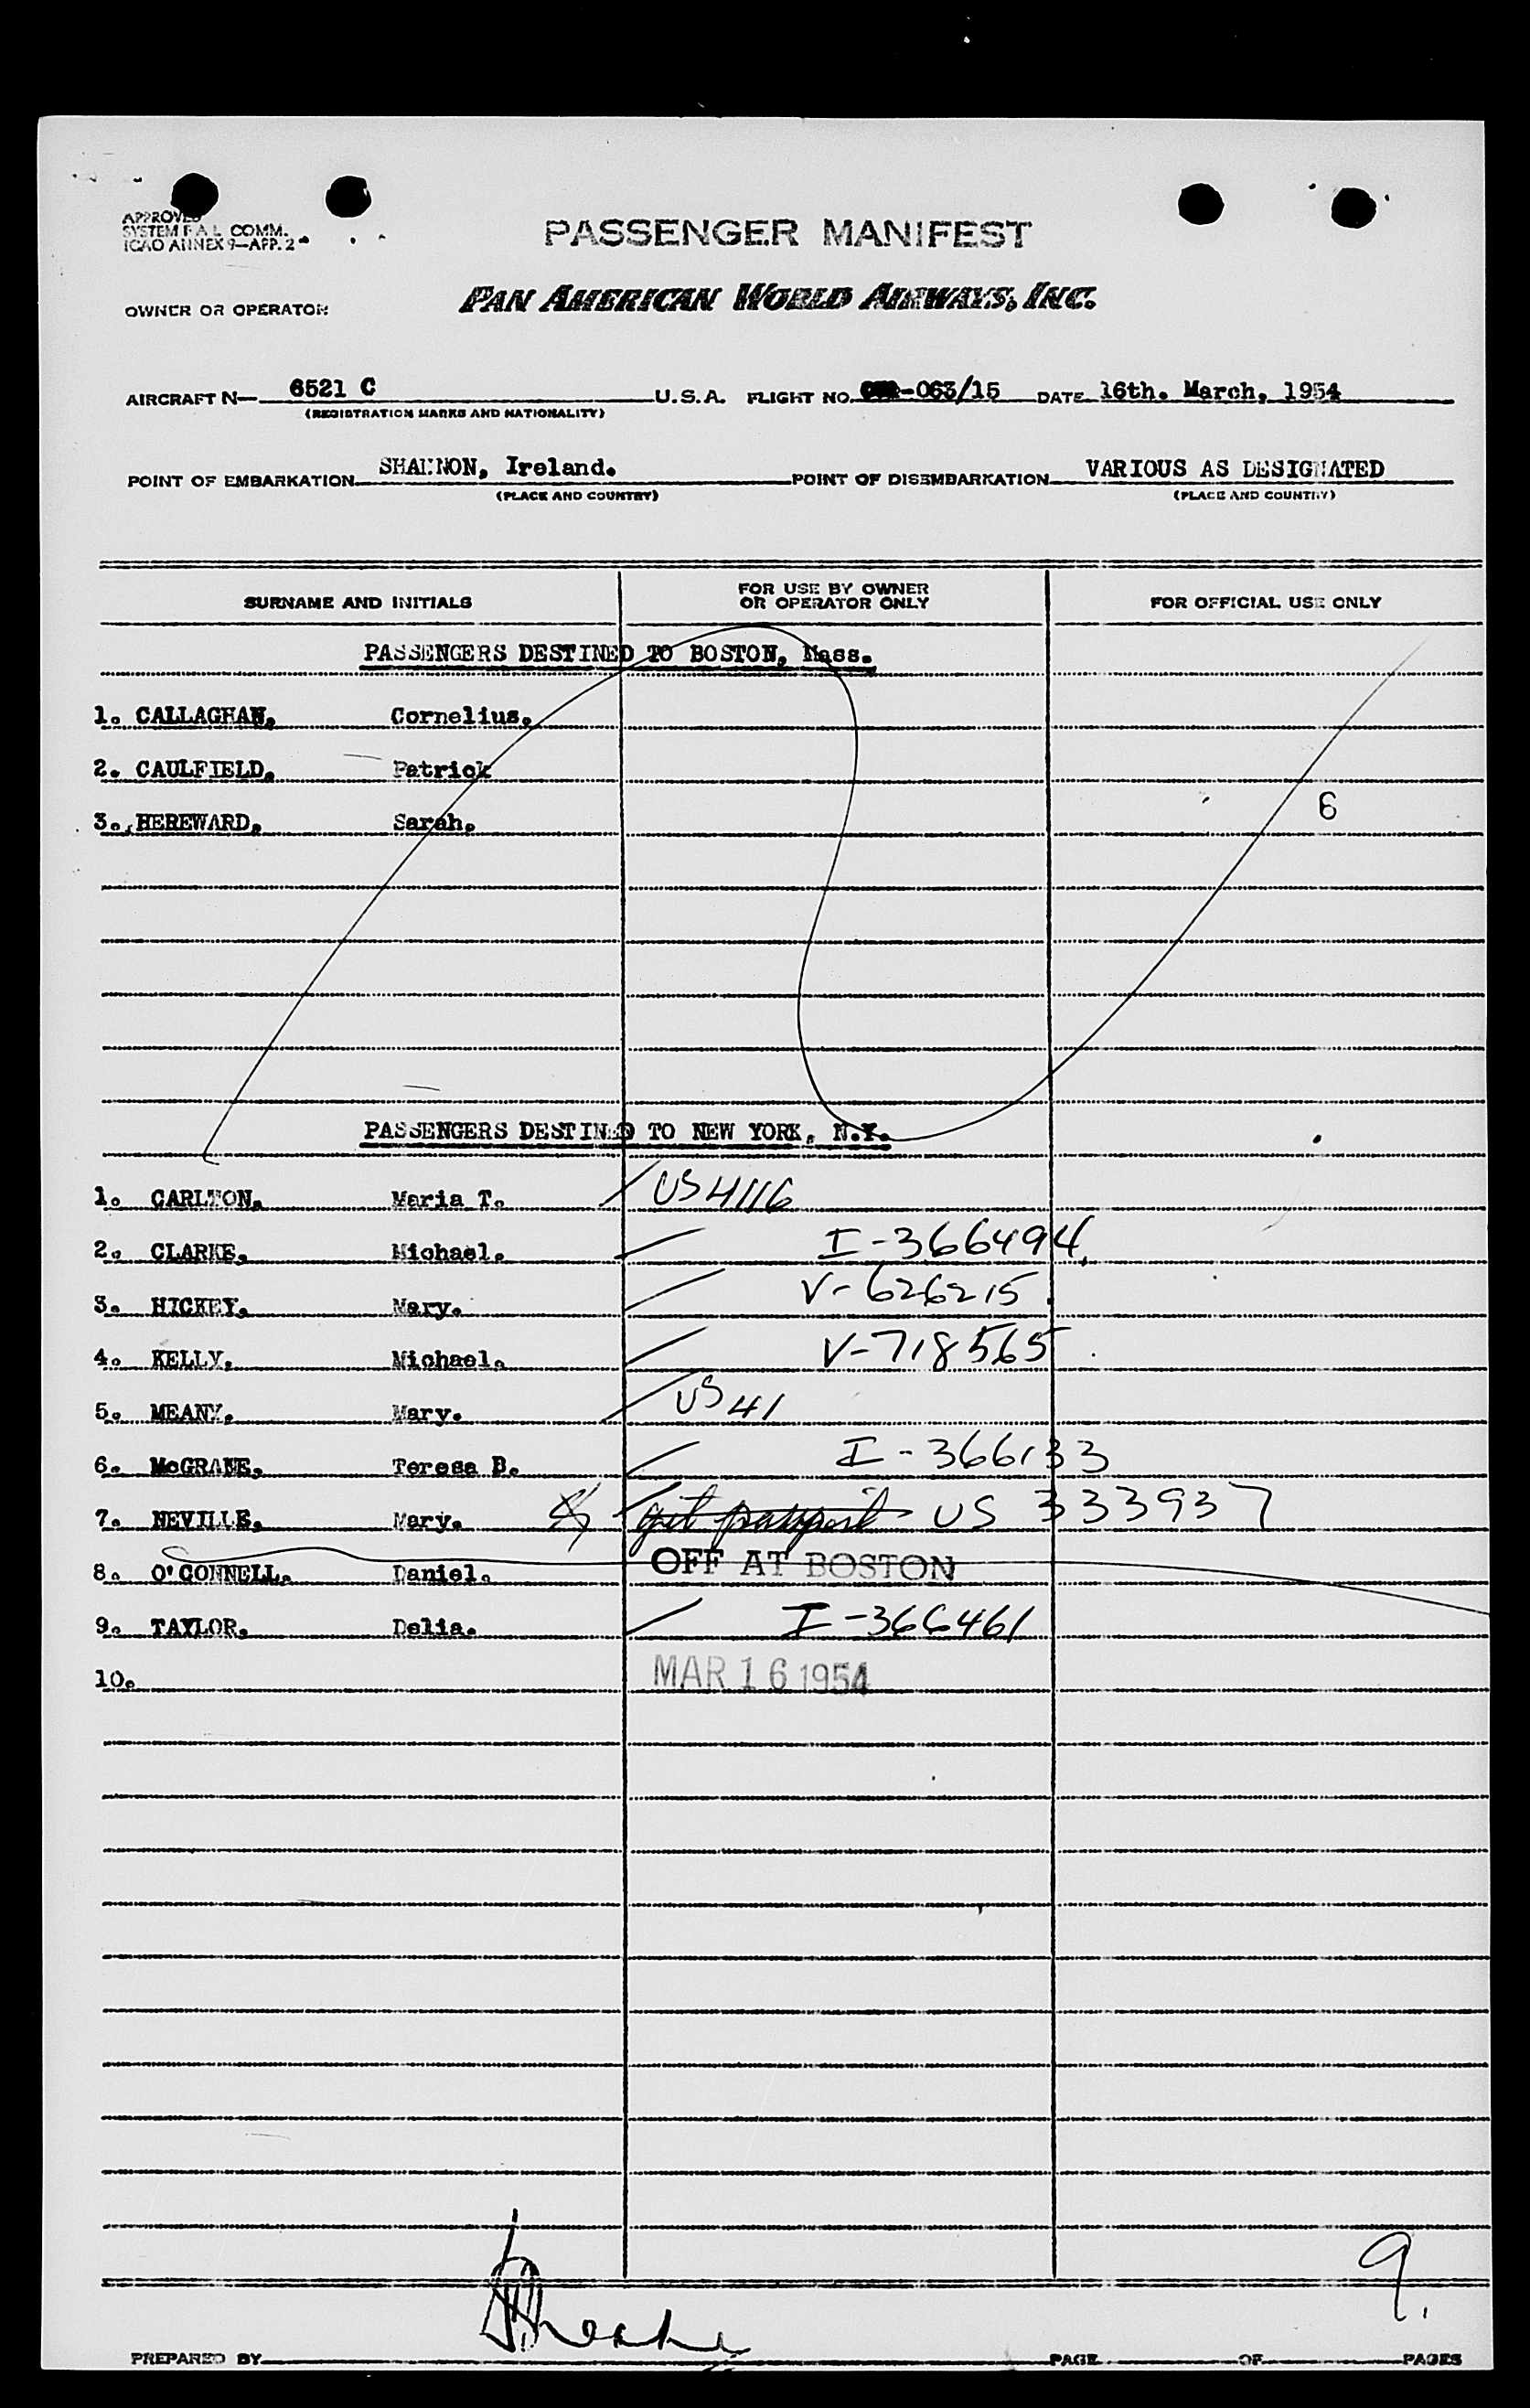 APPROVED
SYSTEM F.A.L. COMM.
ICAO ANNEX 9—APP. 2
PASSENGER MANIFEST
OWNER OR OPERATOR
PAN AMERICAN WORLD AIRWAYS, INC.
AIRCRAFT N— 6521 C U.S.A. FLIGHT NO. -063/15 DATE 16th. March, 1954
(REGISTRATION MARKS AND NATIONALITY)
POINT OF EMBARKATION SHANNON, Ireland. POINT OF DISEMBARKATION VARIOUS AS DESIGNATED
(PLACE AND COUNTRY) (PLACE AND COUNTRY)
SURNAME AND INITIALS
FOR USE BY OWNER
OR OPERATOR ONLY
FOR OFFICIAL USE ONLY
PASSENGERS DESTINED TO BOSTON, Mass.
1. CALLAGHAN, Cornelius.
2. CAULFIELD, Patrick
3. HEREWARD, Sarah. 6
PASSENGERS DESTINED TO NEW YORK, N.Y.
1. CARLTON, Maria T. US 4116
2. CLARKE, Michael. I-366494
3. HICKEY, Mary. V-626215
4. KELLY, Michael. V-718565
5. MEANY, Mary. US 41
6. McGRANE, Teresa B. I-366133
7. NEVILLE, Mary. get passport US 333937
8. O'CONNELL, Daniel. OFF AT BOSTON
9. TAYLOR, Delia. I-366461
10. MAR 16 1954
9.
PREPARED BY PAGE OF PAGES